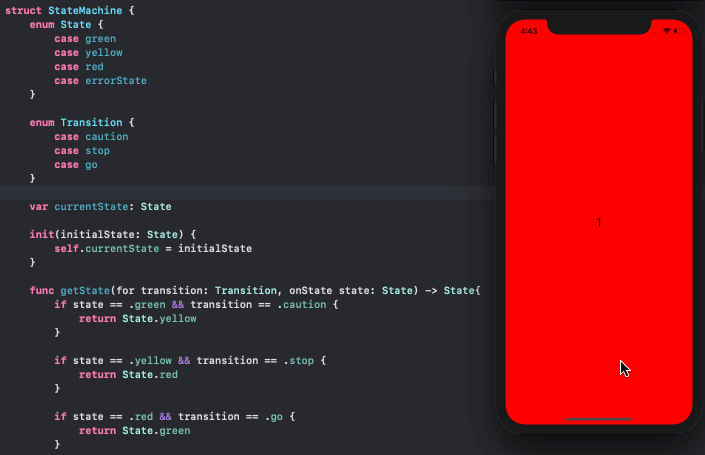 struct StateMachine {
    enum State {
        case green
        case yellow
        case red
        case errorState
    }
    enum Transition {
        case caution
        case stop
        case go
    }
    var currentState: State
    init(initialState: State) {
        self.currentState = initialState
    }
    func getState(for transition: Transition, onState state: State) -> State{
        if state == .green && transition == .caution {
            return State.yellow
        }
        if state == .yellow && transition == .stop {
            return State.red
        }
        if state == .red && transition == .go {
            return State.green
        }
4:43
1